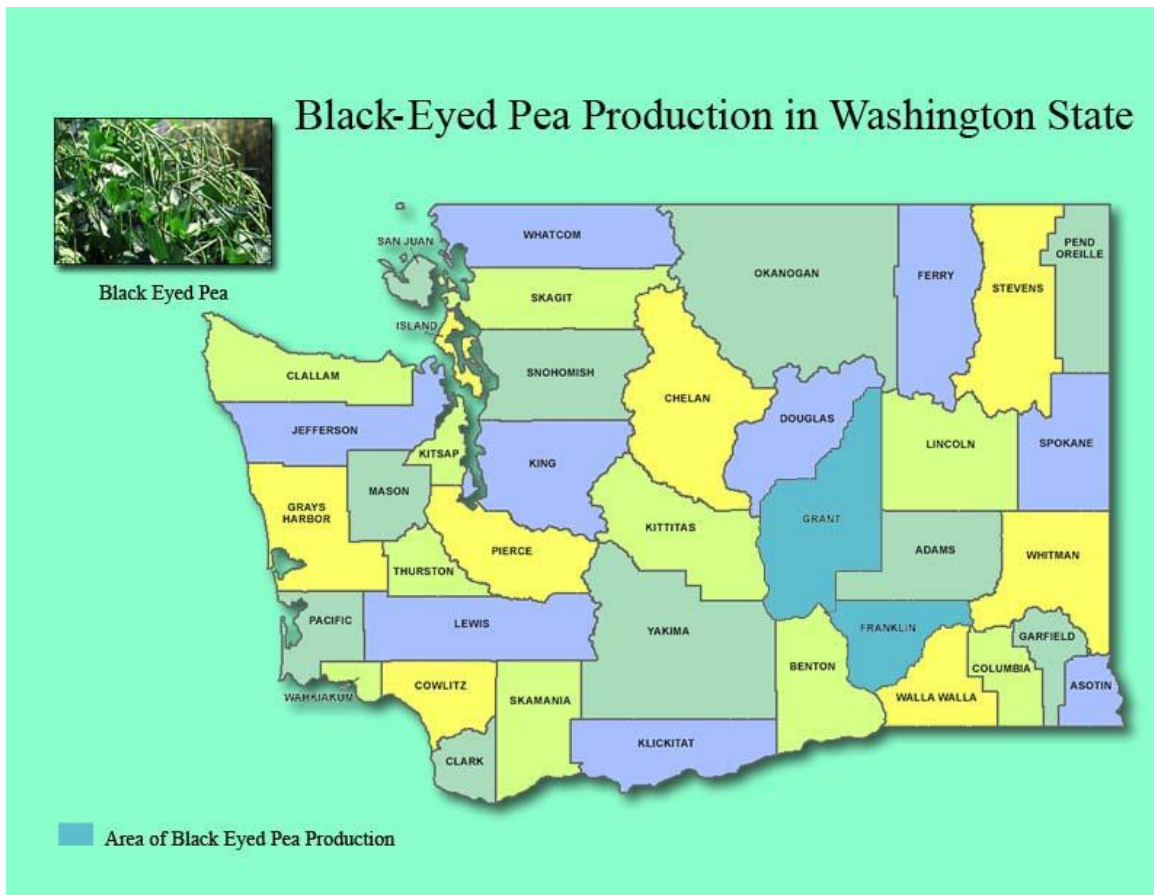 Black-Eyed Pea Production in Washington State
Black Eyed Pea
SAN JUAN
WHATCOM
SKAGIT
ISLAND
SNOHOMISH
OKANOGAN
FERRY
STEVENS
PEND
OREILLE
CLALLAM
JEFFERSON
KITSAP
KING
CHELAN
DOUGLAS
LINCOLN
SPOKANE
MASON
GRAYS
HARBOR
THURSTON
PIERCE
KITTITAS
GRANT
ADAMS
WHITMAN
PACIFIC
LEWIS
YAKIMA
FRANKLIN
BENTON
GARFIELD
COLUMBIA
ASOTIN
WALLA WALLA
WAHKIAKUM
COWLITZ
SKAMANIA
CLARK
KLICKITAT
Area of Black Eyed Pea Production